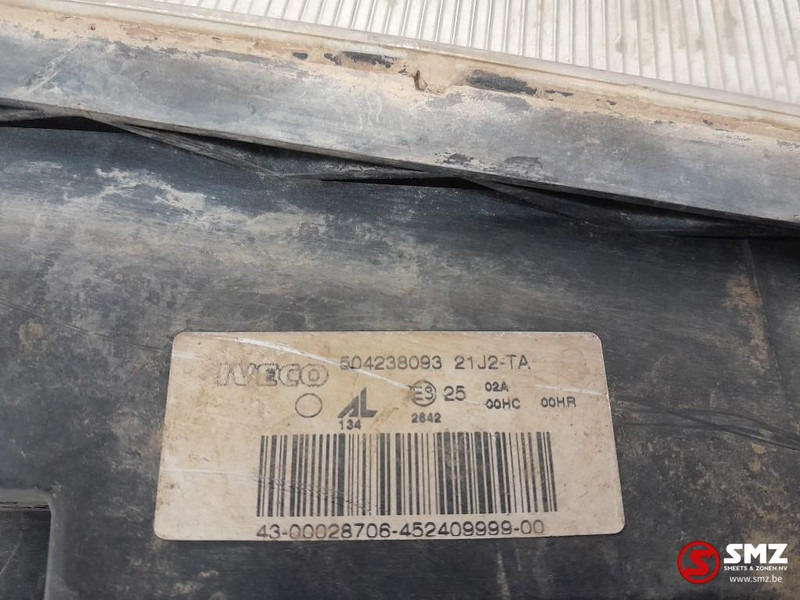 IVECO 504238093 21J2-TA
AL E3 25 02A
00HC 00HR
134 2642
43-00028706-452409999-00
SMZ
SHEETS & ZONEN NV
www.smz.be